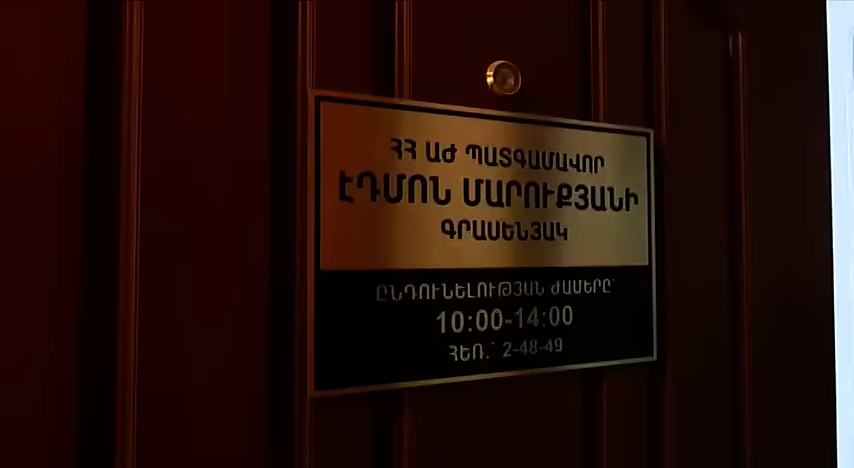 ՀՀ ԱԺ ՊԱՏԳԱՄԱՎՈՐ
ԷԴՄՈՆ ՄԱՐՈՒՔՅԱՆԻ
ԳՐԱՍԵՆՅԱԿ
ԸՆԴՈՒՆԵԼՈՒԹՅԱՆ ԺԱՄԵՐԸ՝
10:00-14:00
ՀԵՌ.՝ 2-48-49